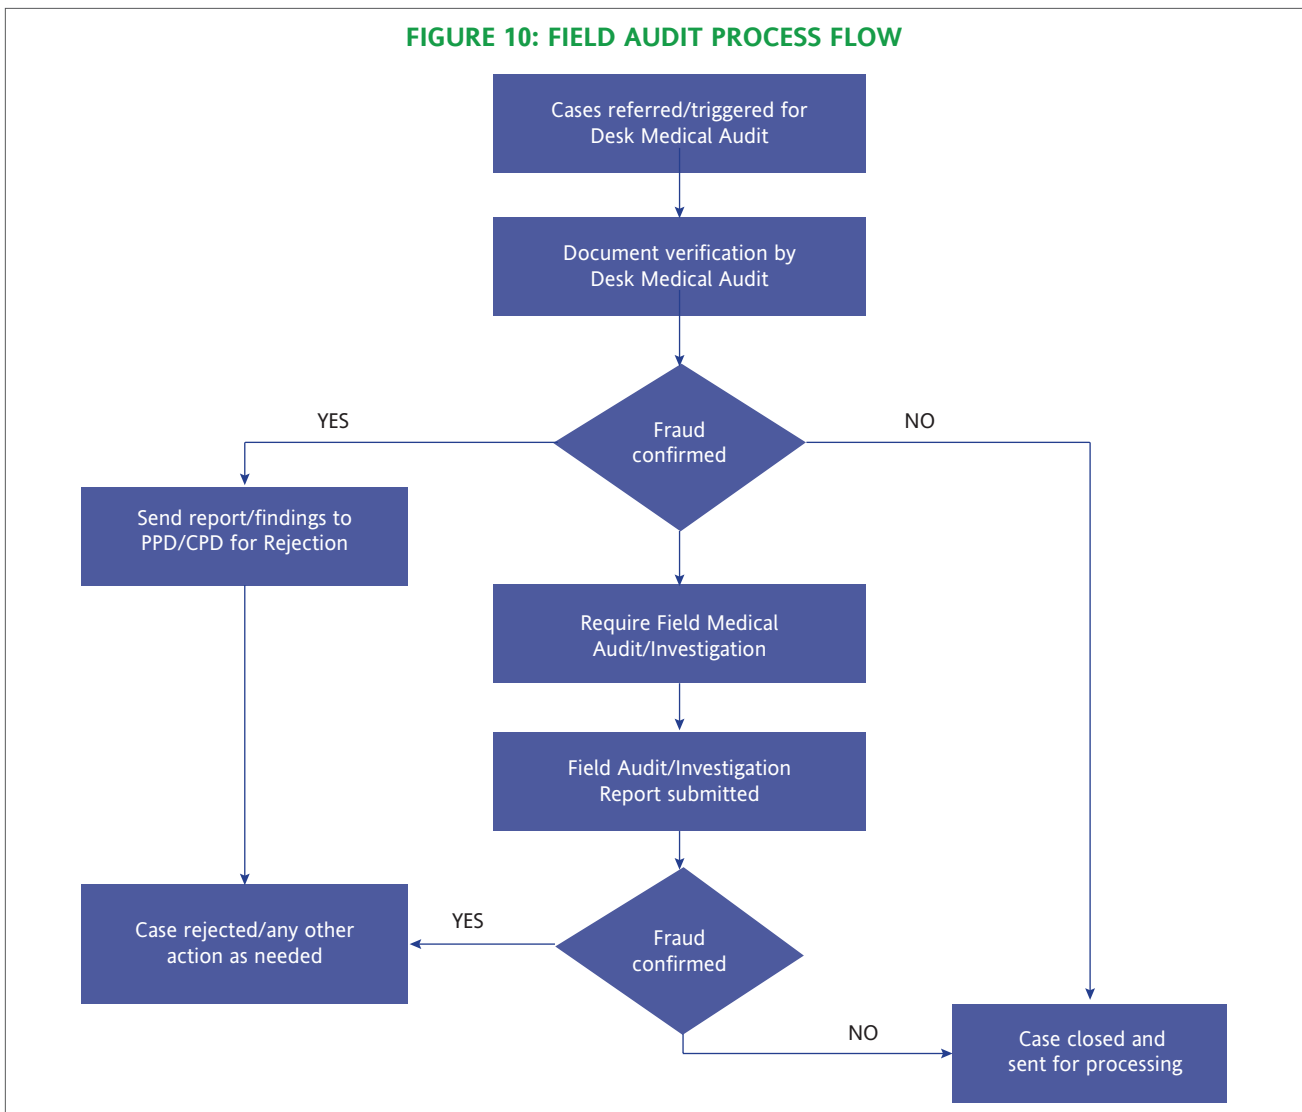 FIGURE 10: FIELD AUDIT PROCESS FLOW
Cases referred/triggered for
Desk Medical Audit
Document verification by
Desk Medical Audit
YES
Fraud
confirmed
NO
Send report/findings to
PPD/CPD for Rejection
Require Field Medical
Audit/Investigation
Field Audit/Investigation
Report submitted
Case rejected/any other
action as needed
YES
Fraud
confirmed
NO
Case closed and
sent for processing